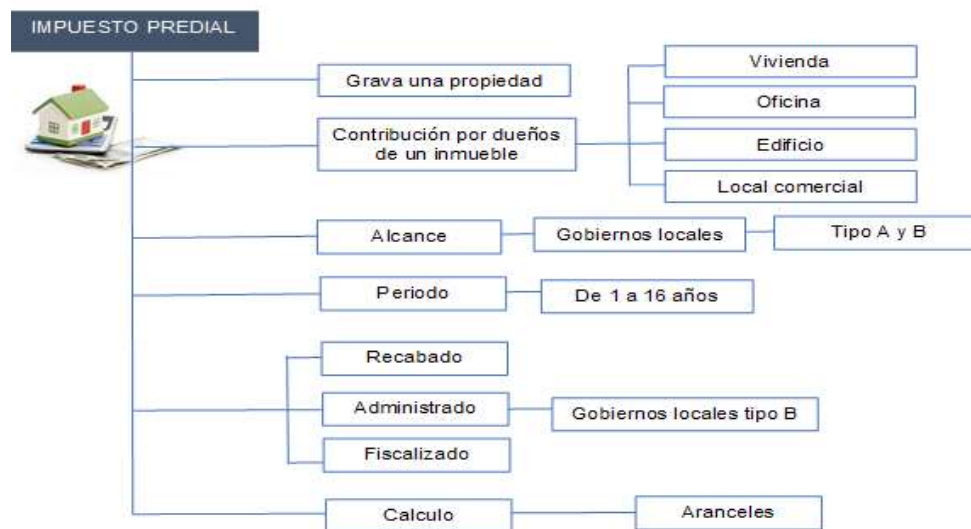 IMPUESTO PREDIAL
Grava una propiedad
Contribución por dueños
de un inmueble
Vivienda
Oficina
Edificio
Local comercial
Alcance
Gobiernos locales
Tipo A y B
Periodo
De 1 a 16 años
Recabado
Administrado
Gobiernos locales tipo B
Fiscalizado
Calculo
Aranceles